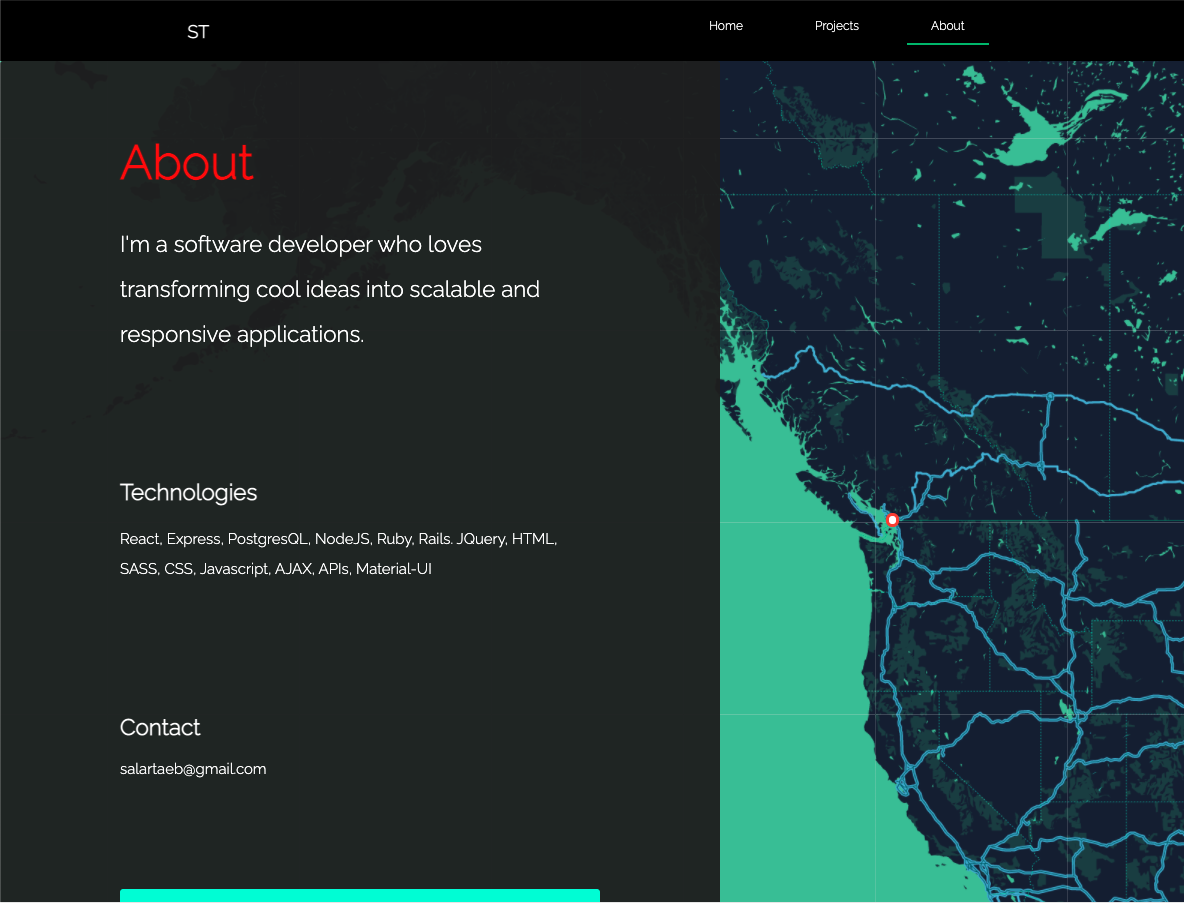 ST
Home
Projects
About
About
I'm a software developer who loves
transforming cool ideas into scalable and
responsive applications.
Technologies
React, Express, PostgresQL, NodeJS, Ruby, Rails. JQuery, HTML,
SASS, CSS, Javascript, AJAX, APIs, Material-UI
Contact
salartaeb@gmail.com